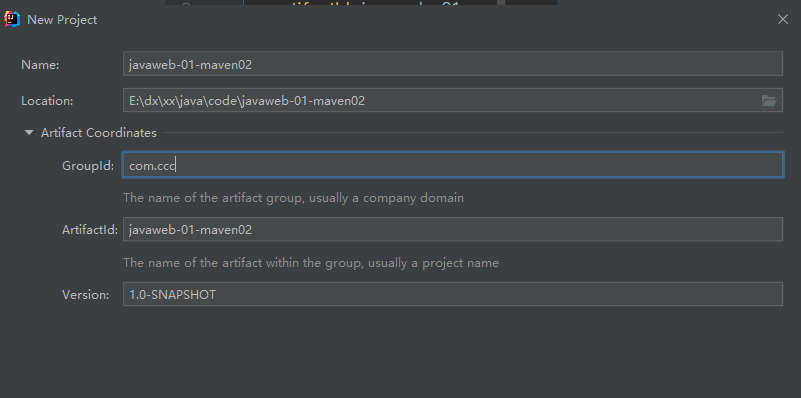 New Project
Name: javaweb-01-maven02
Location: E:\dx\xx\java\code\javaweb-01-maven02
Artifact Coordinates
GroupId: com.ccc
The name of the artifact group, usually a company domain
ArtifactId: javaweb-01-maven02
The name of the artifact within the group, usually a project name
Version: 1.0-SNAPSHOT